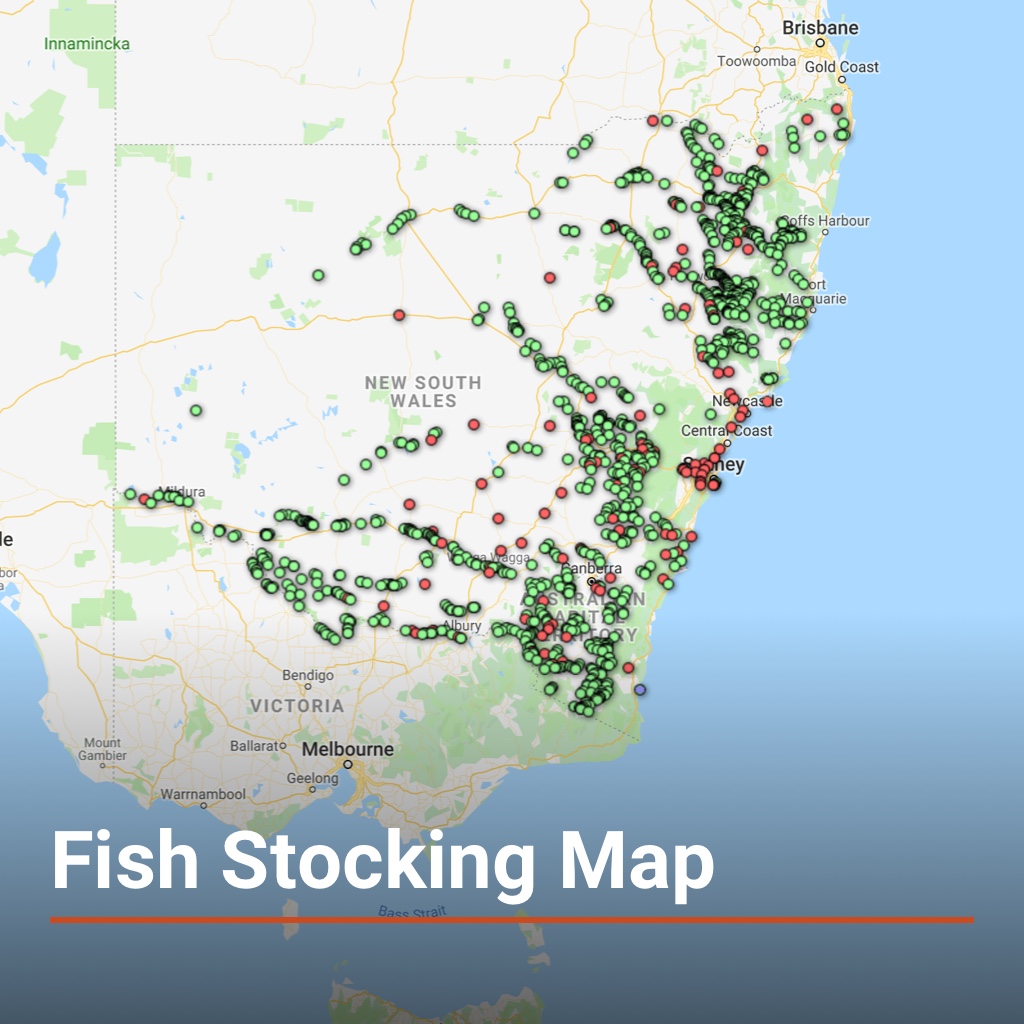 Brisbane
Innamincka
Toowoomba
Gold Coast
Coffs Harbour
Port
Macquarie
NEW SOUTH
WALES
Newcastle
Central Coast
Sydney
Mildura
Wagga Wagga
Canberra
AUSTRALIAN
CAPITAL
TERRITORY
Albury
Bendigo
VICTORIA
Mount
Gambier
Ballarat
Melbourne
Geelong
Warrnambool
Fish Stocking Map
Bass Strait